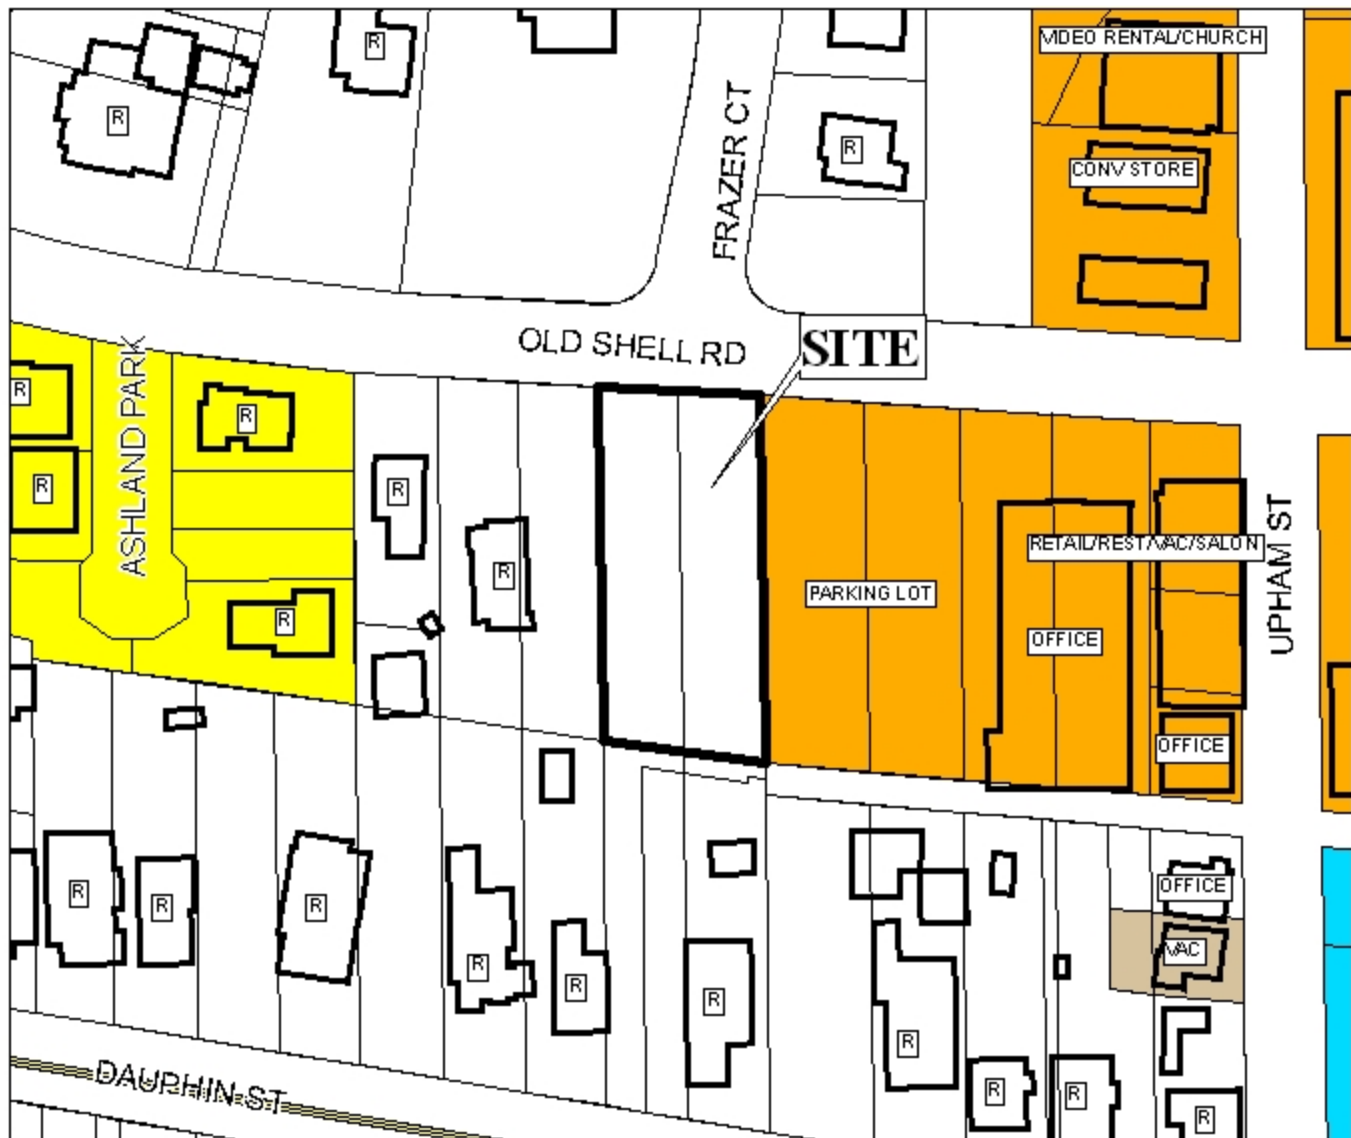 R
VIDEO RENTAL/CHURCH
R
FRAZER CT
R
CONV STORE
OLD SHELL RD
SITE
R
ASHLAND PARK
R
R
R
UPHAM ST
RETAIL/REST/VAC/SALON
R
PARKING LOT
R
OFFICE
OFFICE
R
R
R
OFFICE
R
VAC
R
R
R
DAUPHIN ST
R
R
R